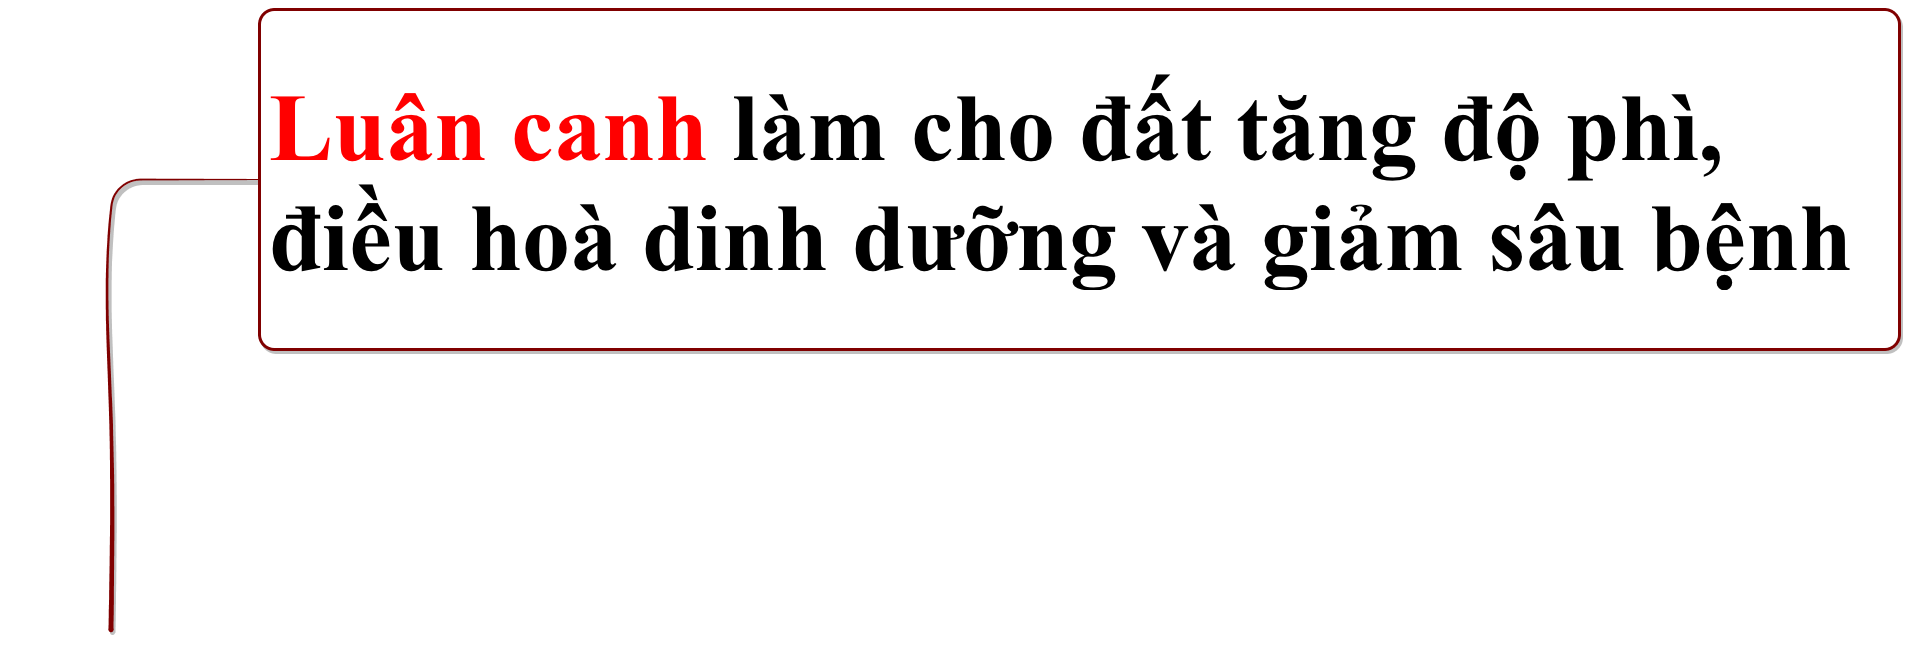 Luân canh làm cho đất tăng độ phì,
điều hoà dinh dưỡng và giảm sâu bệnh